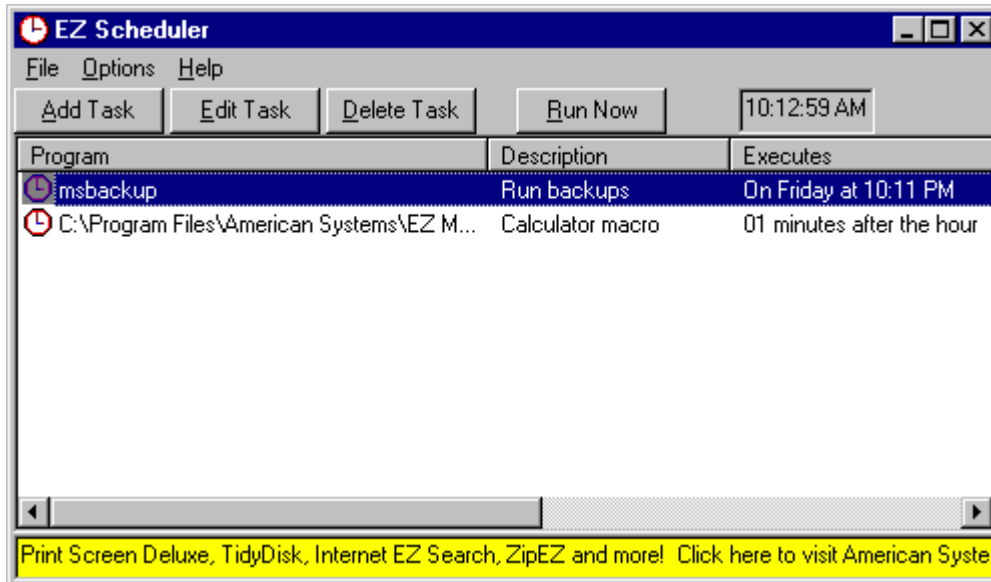 EZ Scheduler
File Options Help
Add Task Edit Task Delete Task Run Now 10:12:59 AM
Program Description Executes
msbackup Run backups On Friday at 10:11 PM
C:\Program Files\American Systems\EZ M... Calculator macro 01 minutes after the hour
Print Screen Deluxe, TidyDisk, Internet EZ Search, ZipEZ and more! Click here to visit American Syste